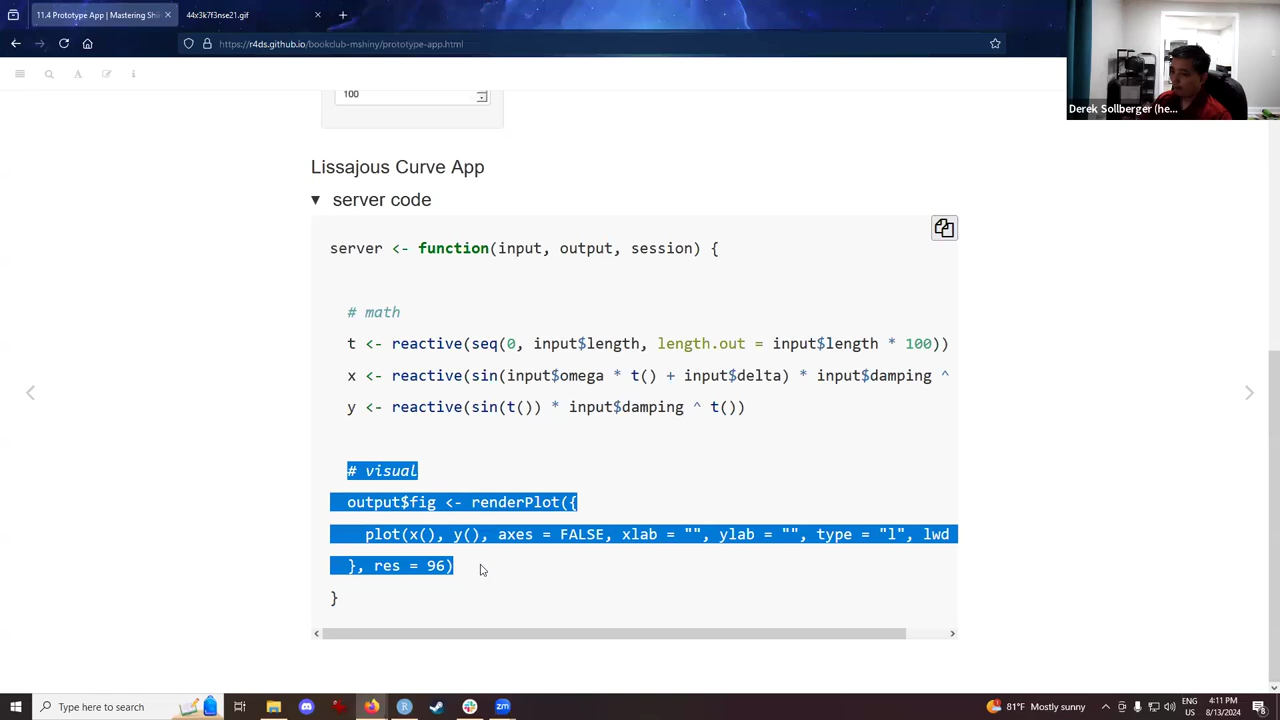 11.4 Prototype App | Mastering Shi
44x3k7f3nse21.gif
https://r4ds.github.io/bookclub-mshiny/prototype-app.html
Derek Sollberger (he...
100
Lissajous Curve App
▼ server code
server <- function(input, output, session) {
# math
t <- reactive(seq(0, input$length, length.out = input$length * 100))
x <- reactive(sin(input$omega * t() + input$delta) * input$damping ^
y <- reactive(sin(t()) * input$damping ^ t())
# visual
output$fig <- renderPlot({
plot(x(), y(), axes = FALSE, xlab = "", ylab = "", type = "l", lwd
}, res = 96)
}
Type here to search
81°F Mostly sunny
ENG
US
4:11 PM
8/13/2024
8